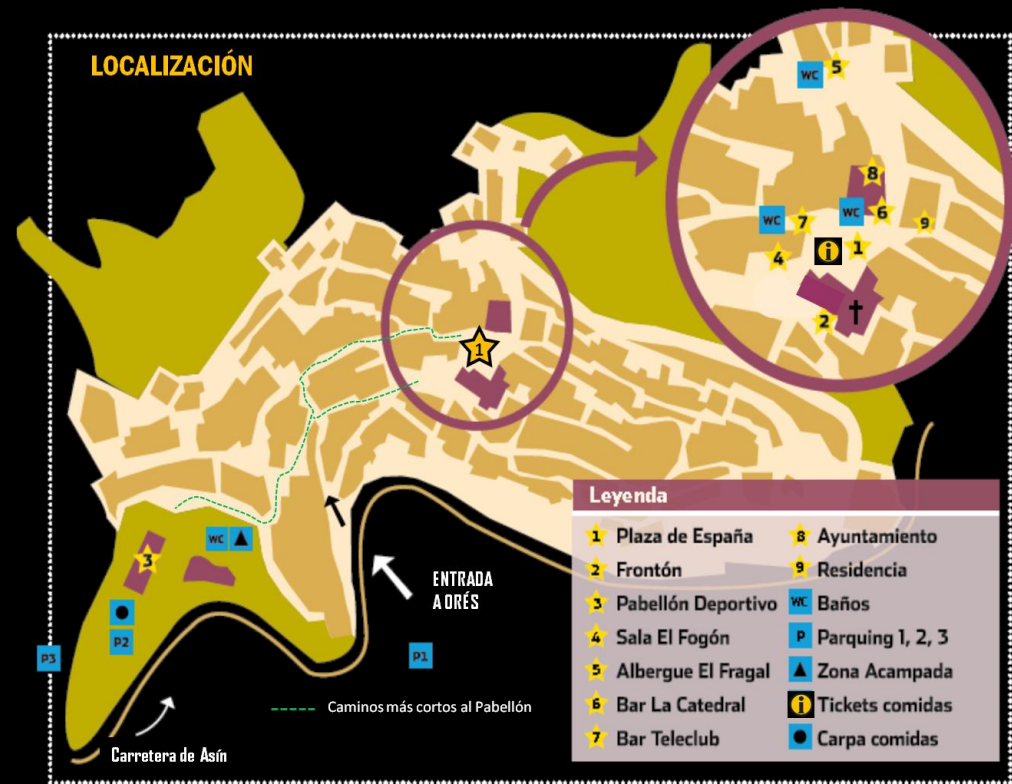 LOCALIZACIÓN
WC 5
8
WC 7 WC 6 9
4 i 1
2
1
3
WC
P2
P3
P1
ENTRADA
A ORÉS
Caminos más cortos al Pabellón
Carretera de Asín
Leyenda
1 Plaza de España
2 Frontón
3 Pabellón Deportivo
4 Sala El Fogón
5 Albergue El Fragal
6 Bar La Catedral
7 Bar Teleclub
8 Ayuntamiento
9 Residencia
WC Baños
P Parquing 1, 2, 3
Zona Acampada
i Tickets comidas
Carpa comidas